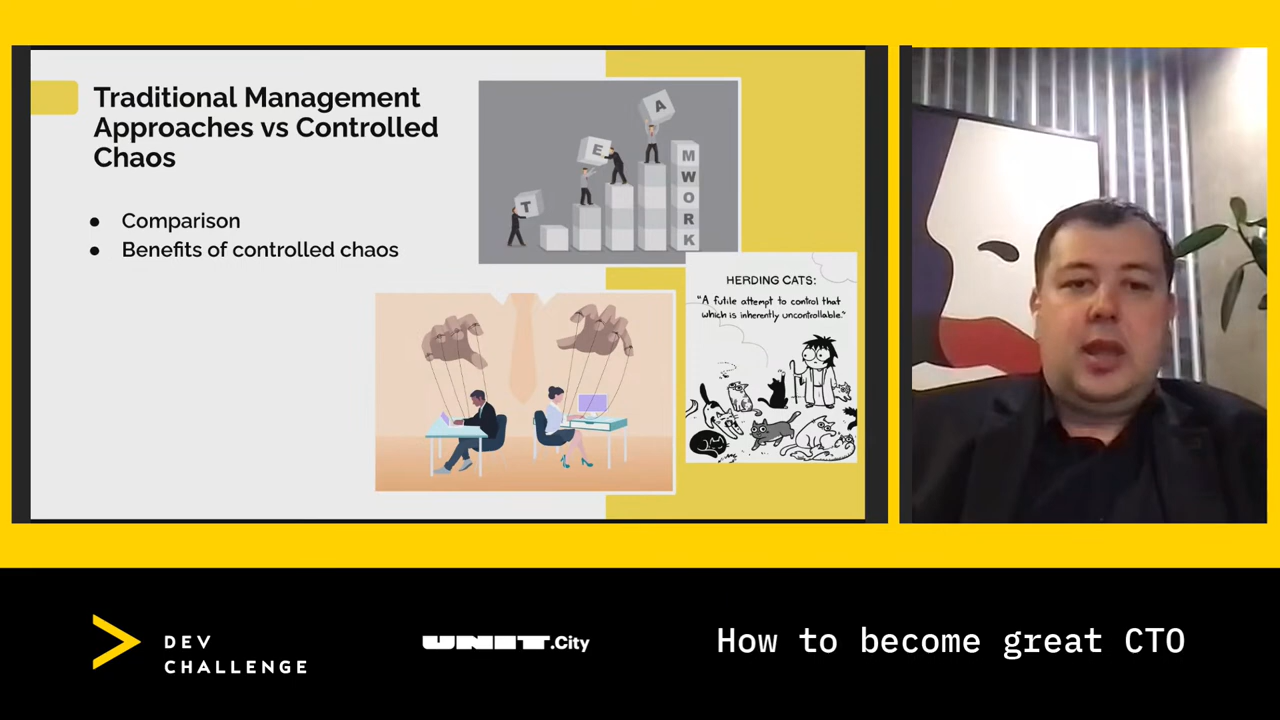 Traditional Management
Approaches vs Controlled
Chaos
● Comparison
● Benefits of controlled chaos
T
E
A
M
W
O
R
K
HERDING CATS:
"A futile attempt to control that
which is inherently uncontrollable."
DEV
CHALLENGE
UNIT.City
How to become great CTO